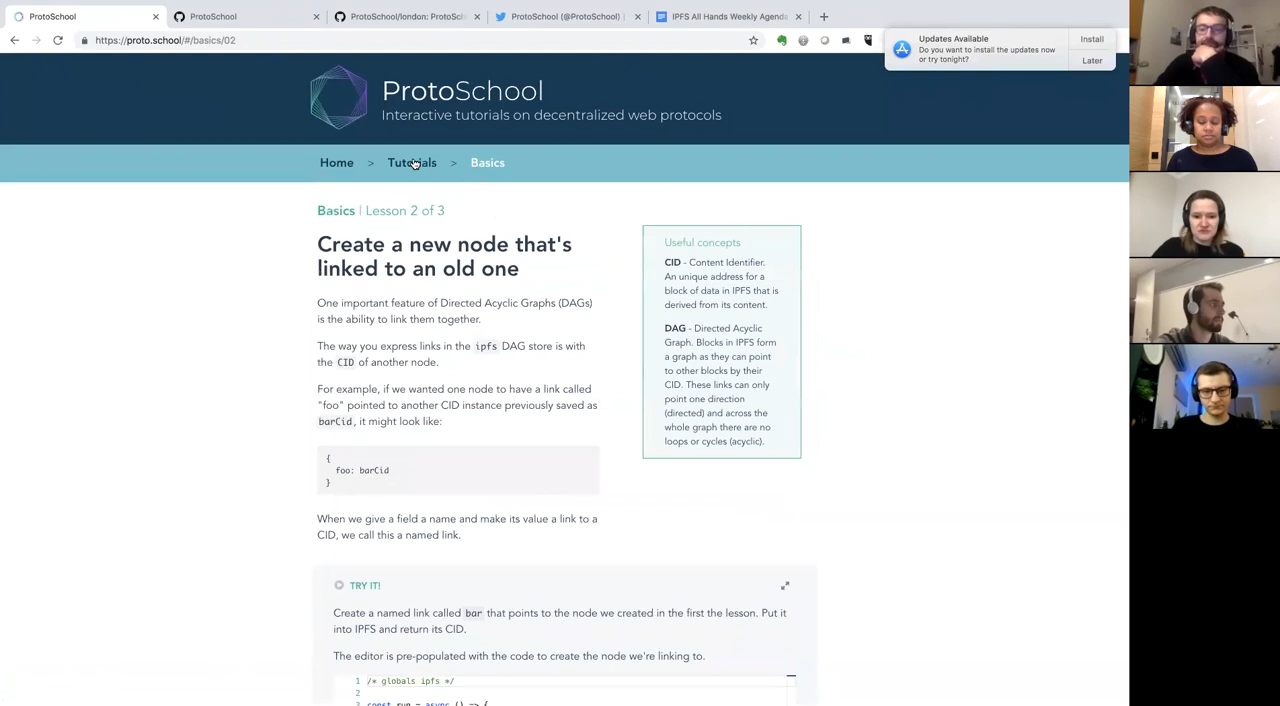 ProtoSchool
ProtoSchool
ProtoSchool/london: ProtoSch
ProtoSchool (@ProtoSchool) |
IPFS All Hands Weekly Agenda
https://proto.school/#/basics/02
Updates Available
Do you want to install the updates now
or try tonight?
Install
Later
ProtoSchool
Interactive tutorials on decentralized web protocols
Home > Tutorials > Basics
Basics | Lesson 2 of 3
Create a new node that's
linked to an old one
One important feature of Directed Acyclic Graphs (DAGs)
is the ability to link them together.
The way you express links in the ipfs DAG store is with
the CID of another node.
For example, if we wanted one node to have a link called
"foo" pointed to another CID instance previously saved as
barCid, it might look like:
{
foo: barCid
}
When we give a field a name and make its value a link to a
CID, we call this a named link.
Useful concepts
CID - Content Identifier.
An unique address for a
block of data in IPFS that is
derived from its content.
DAG - Directed Acyclic
Graph. Blocks in IPFS form
a graph as they can point
to other blocks by their
CID. These links can only
point one direction
(directed) and across the
whole graph there are no
loops or cycles (acyclic).
TRY IT!
Create a named link called bar that points to the node we created in the first the lesson. Put it
into IPFS and return its CID.
The editor is pre-populated with the code to create the node we're linking to.
1 /* globals ipfs */
2
3 const run = async () => {